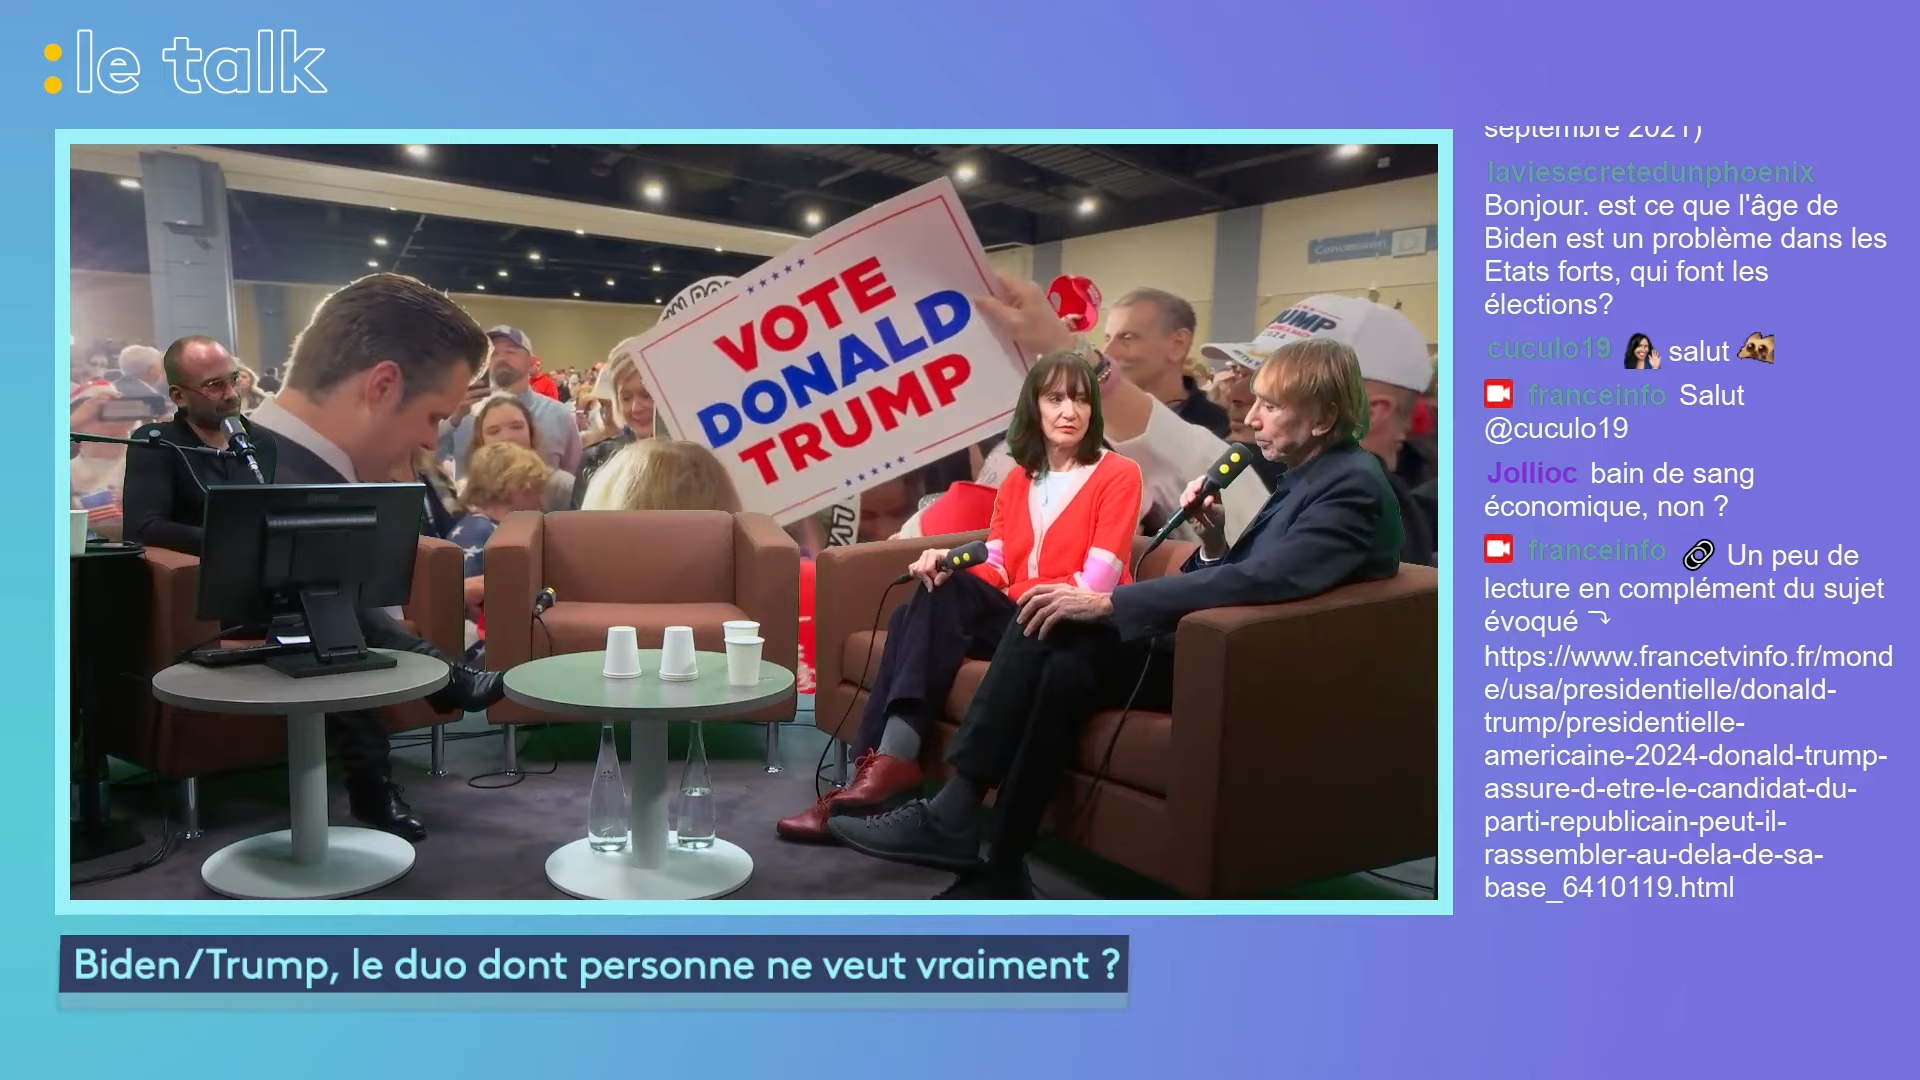 :le talk
septembre 2021)
laviesecretedunphoenix
Bonjour. est ce que l'âge de
Biden est un problème dans les
Etats forts, qui font les
élections?
cuculo19 salut
franceinfo Salut
@cuculo19
Jollioc bain de sang
économique, non ?
franceinfo Un peu de
lecture en complément du sujet
évoqué ⤵
https://www.francetvinfo.fr/mond
e/usa/presidentielle/donald-
trump/presidentielle-
americaine-2024-donald-trump-
assure-d-etre-le-candidat-du-
parti-republicain-peut-il-
rassembler-au-dela-de-sa-
base_6410119.html
VOTE
DONALD
TRUMP
Biden/Trump, le duo dont personne ne veut vraiment ?